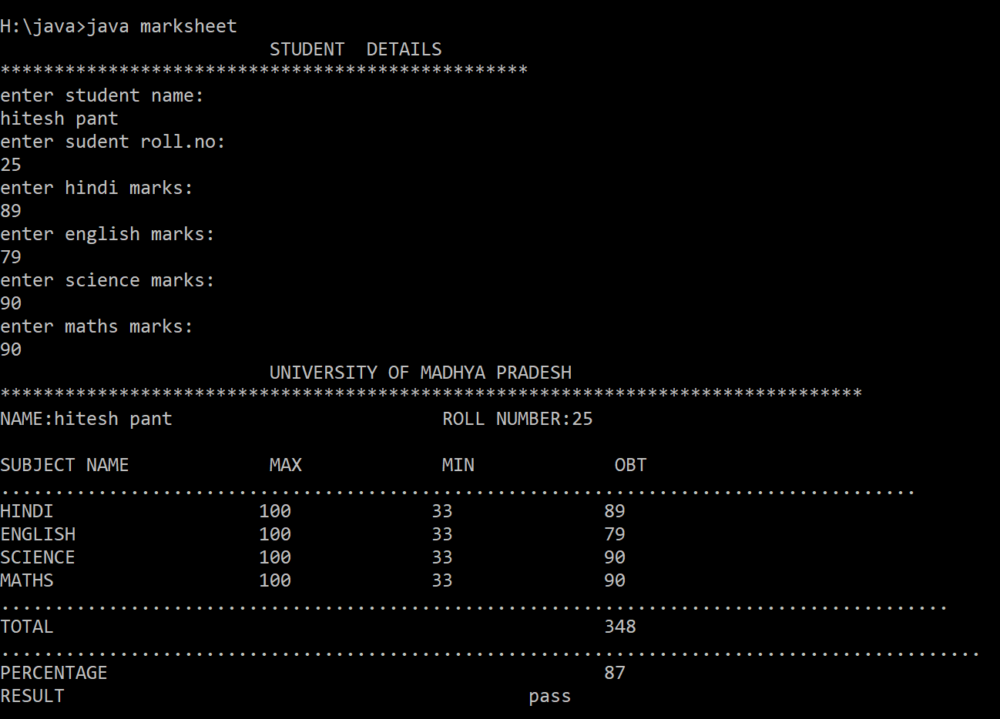 H:\java>java marksheet
STUDENT  DETAILS
*************************************************
enter student name:
hitesh pant
enter sudent roll.no:
25
enter hindi marks:
89
enter english marks:
79
enter science marks:
90
enter maths marks:
90
UNIVERSITY OF MADHYA PRADESH
********************************************************************************
NAME:hitesh pant                         ROLL NUMBER:25
SUBJECT NAME             MAX             MIN             OBT
.....................................................................................
HINDI                   100             33              89
ENGLISH                 100             33              79
SCIENCE                 100             33              90
MATHS                   100             33              90
........................................................................................
TOTAL                                                   348
...........................................................................................
PERCENTAGE                                              87
RESULT                                           pass